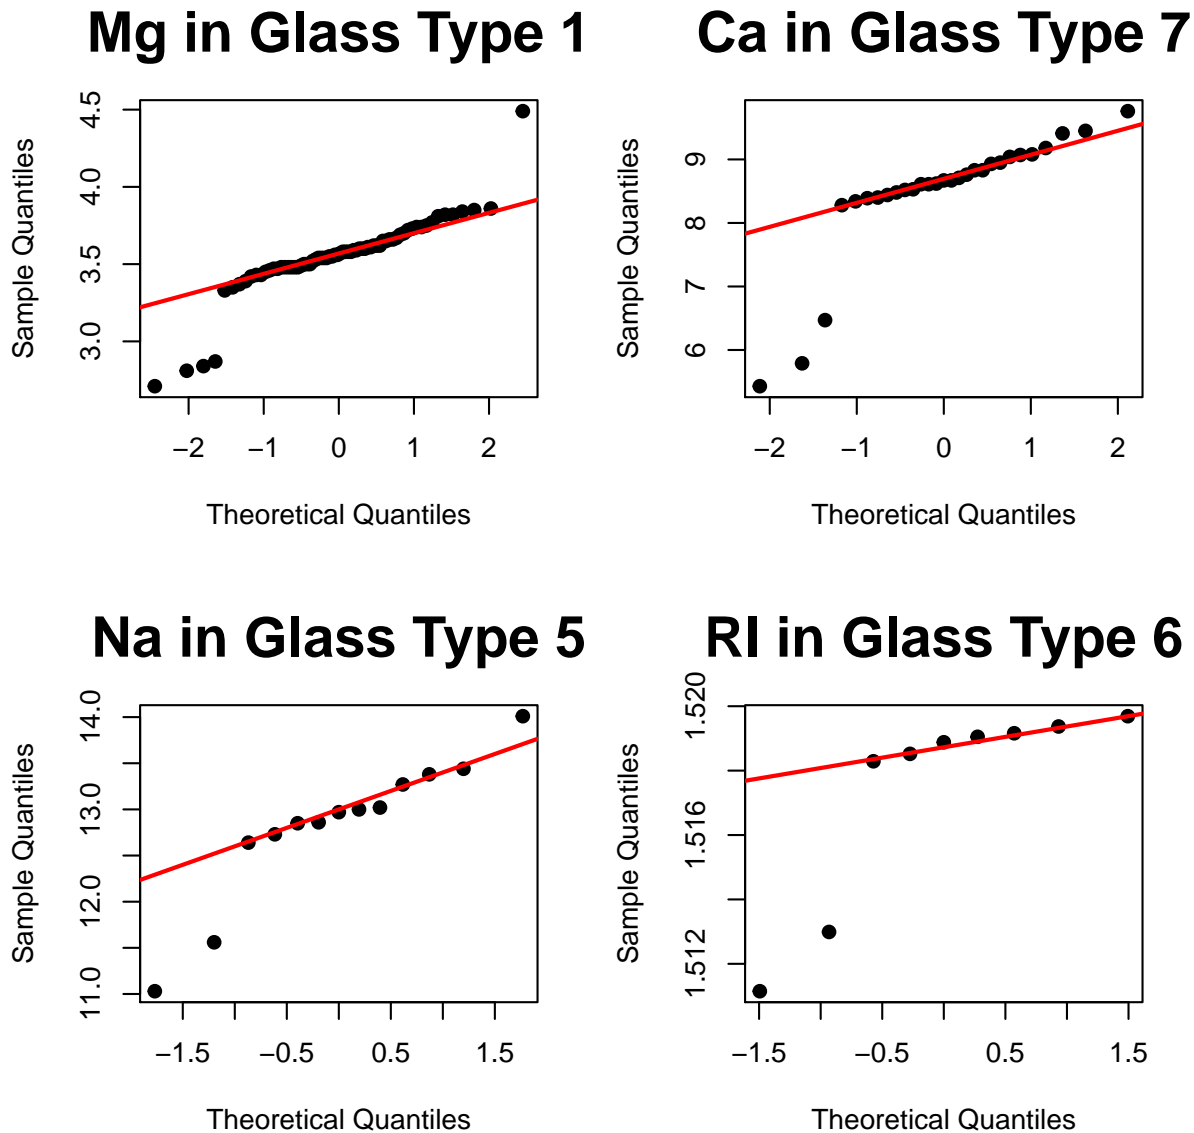 Mg in Glass Type 1
Sample Quantiles
4.5
4.0
3.5
3.0
−2 −1 0 1 2
Theoretical Quantiles
Ca in Glass Type 7
Sample Quantiles
9
8
7
6
−2 −1 0 1 2
Theoretical Quantiles
Na in Glass Type 5
Sample Quantiles
14.0
13.0
12.0
11.0
−1.5 −0.5 0.5 1.5
Theoretical Quantiles
RI in Glass Type 6
Sample Quantiles
1.520
1.516
1.512
−1.5 −0.5 0.5 1.5
Theoretical Quantiles